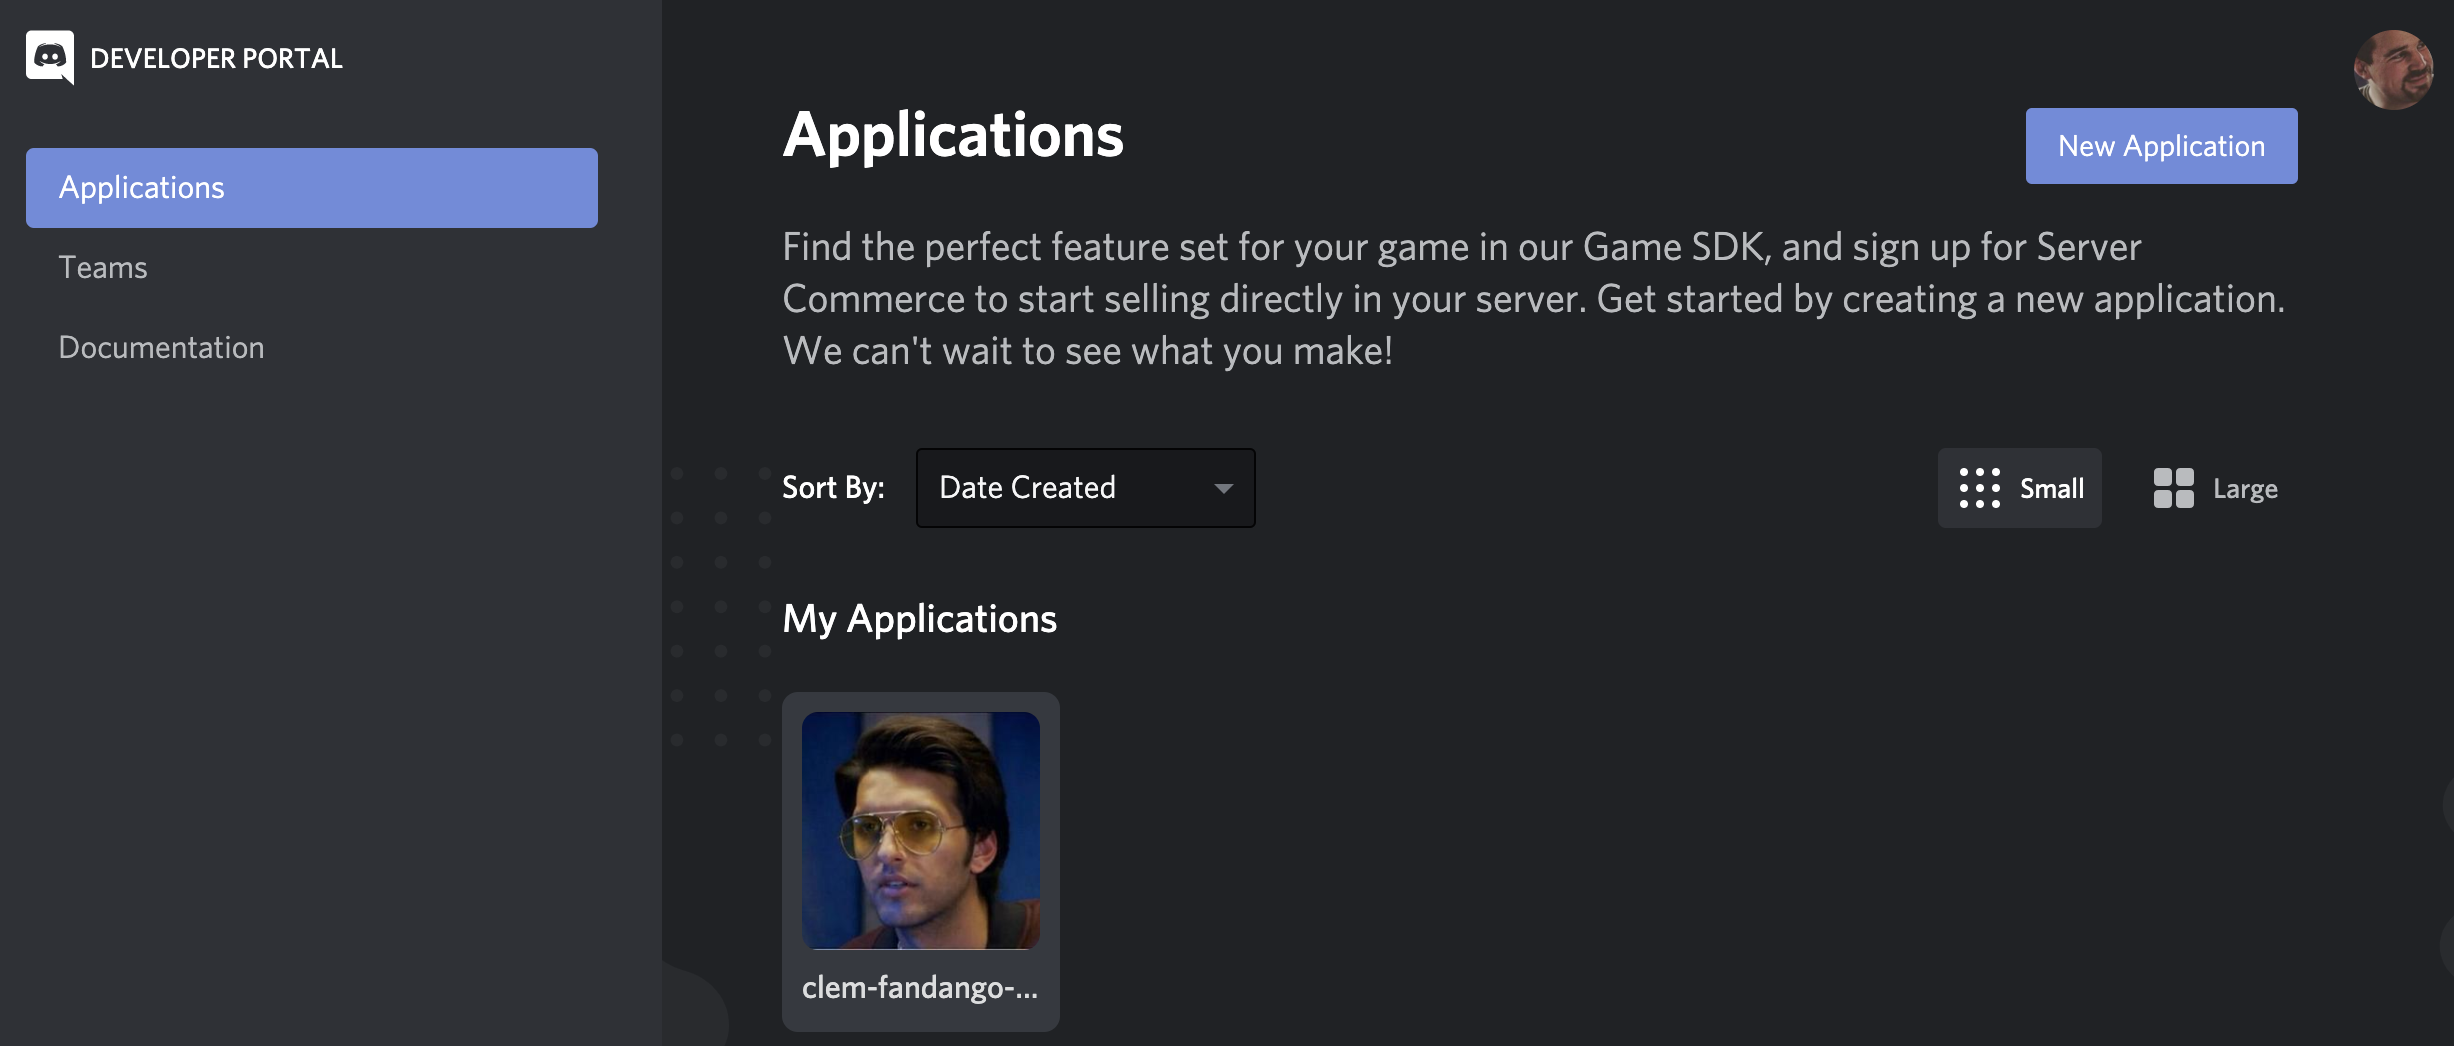 DEVELOPER PORTAL
Applications
Teams
Documentation
Applications
New Application
Find the perfect feature set for your game in our Game SDK, and sign up for Server
Commerce to start selling directly in your server. Get started by creating a new application.
We can't wait to see what you make!
Sort By:
Date Created
Small
Large
My Applications
clem-fandango-...